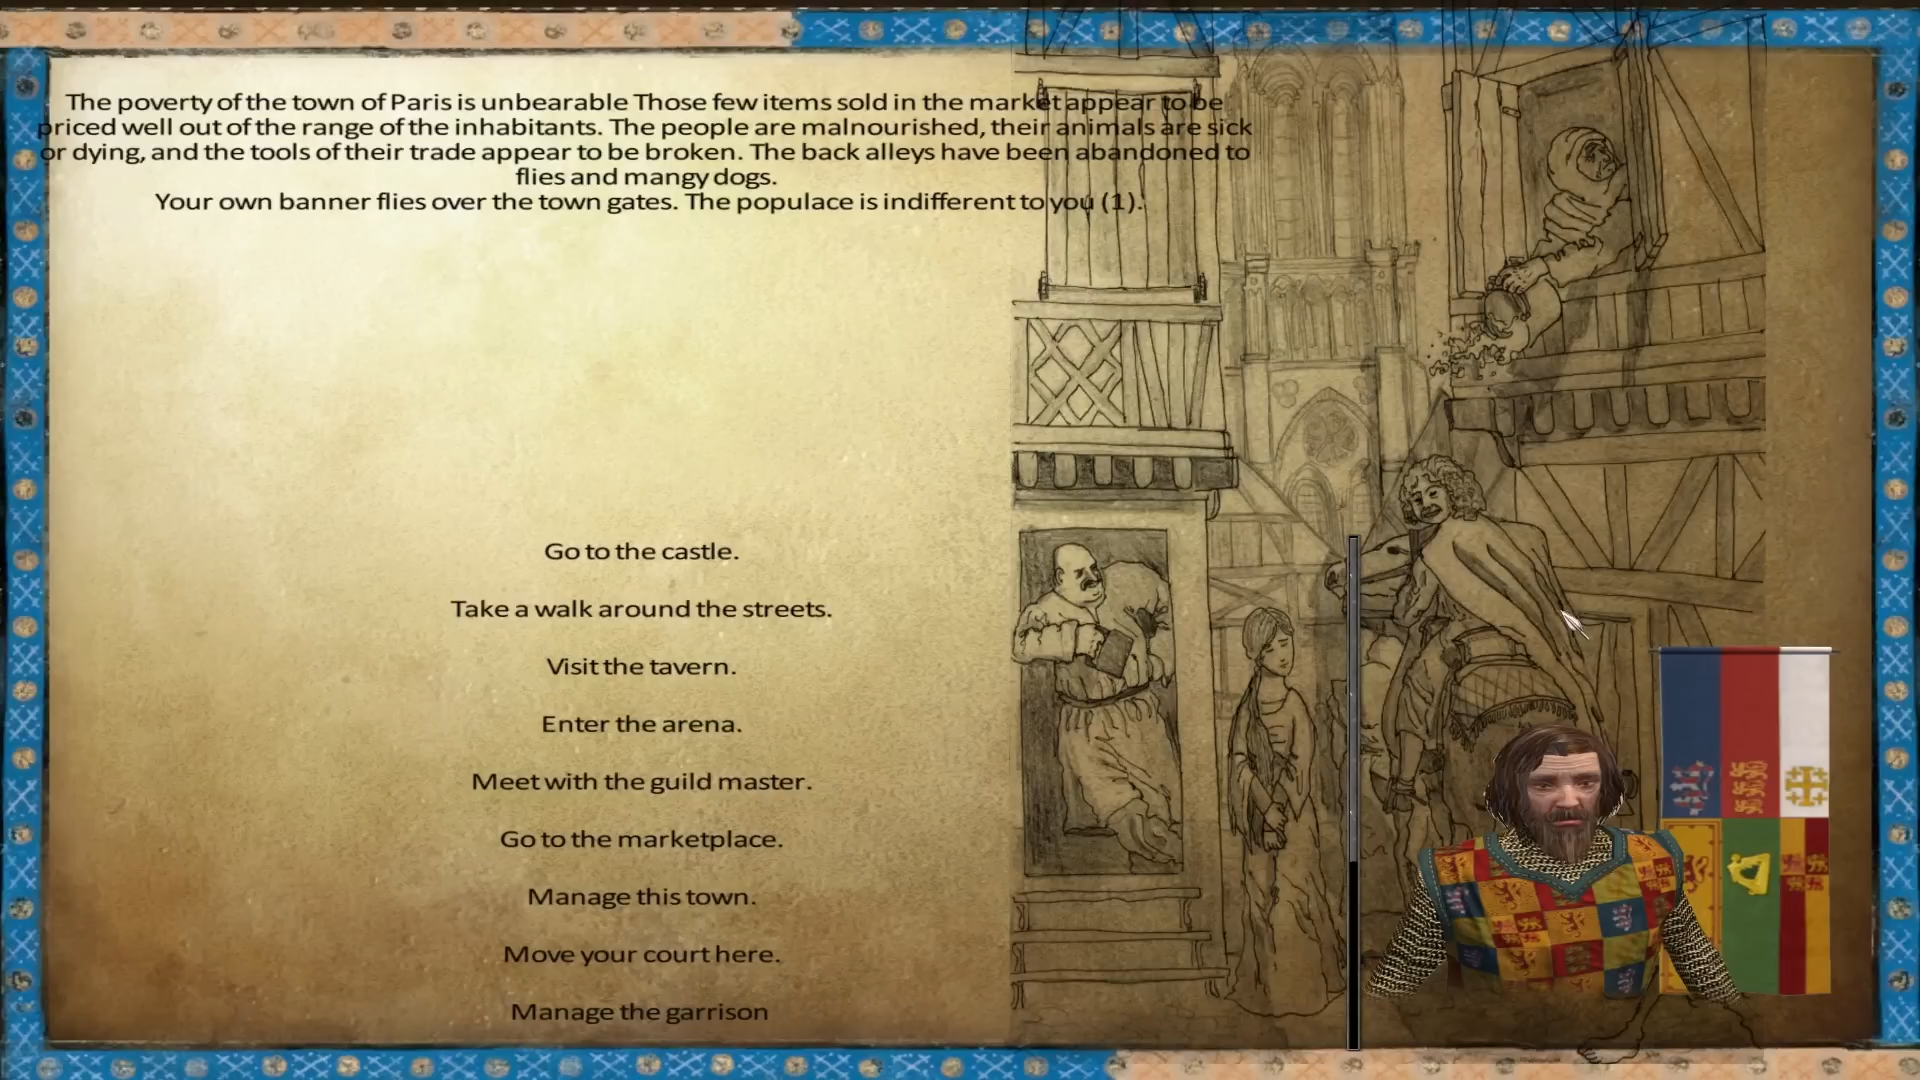 The poverty of the town of Paris is unbearable Those few items sold in the market appear to be
priced well out of the range of the inhabitants. The people are malnourished, their animals are sick
or dying, and the tools of their trade appear to be broken. The back alleys have been abandoned to
flies and mangy dogs.
Your own banner flies over the town gates. The populace is indifferent to you (1).
Go to the castle.
Take a walk around the streets.
Visit the tavern.
Enter the arena.
Meet with the guild master.
Go to the marketplace.
Manage this town.
Move your court here.
Manage the garrison